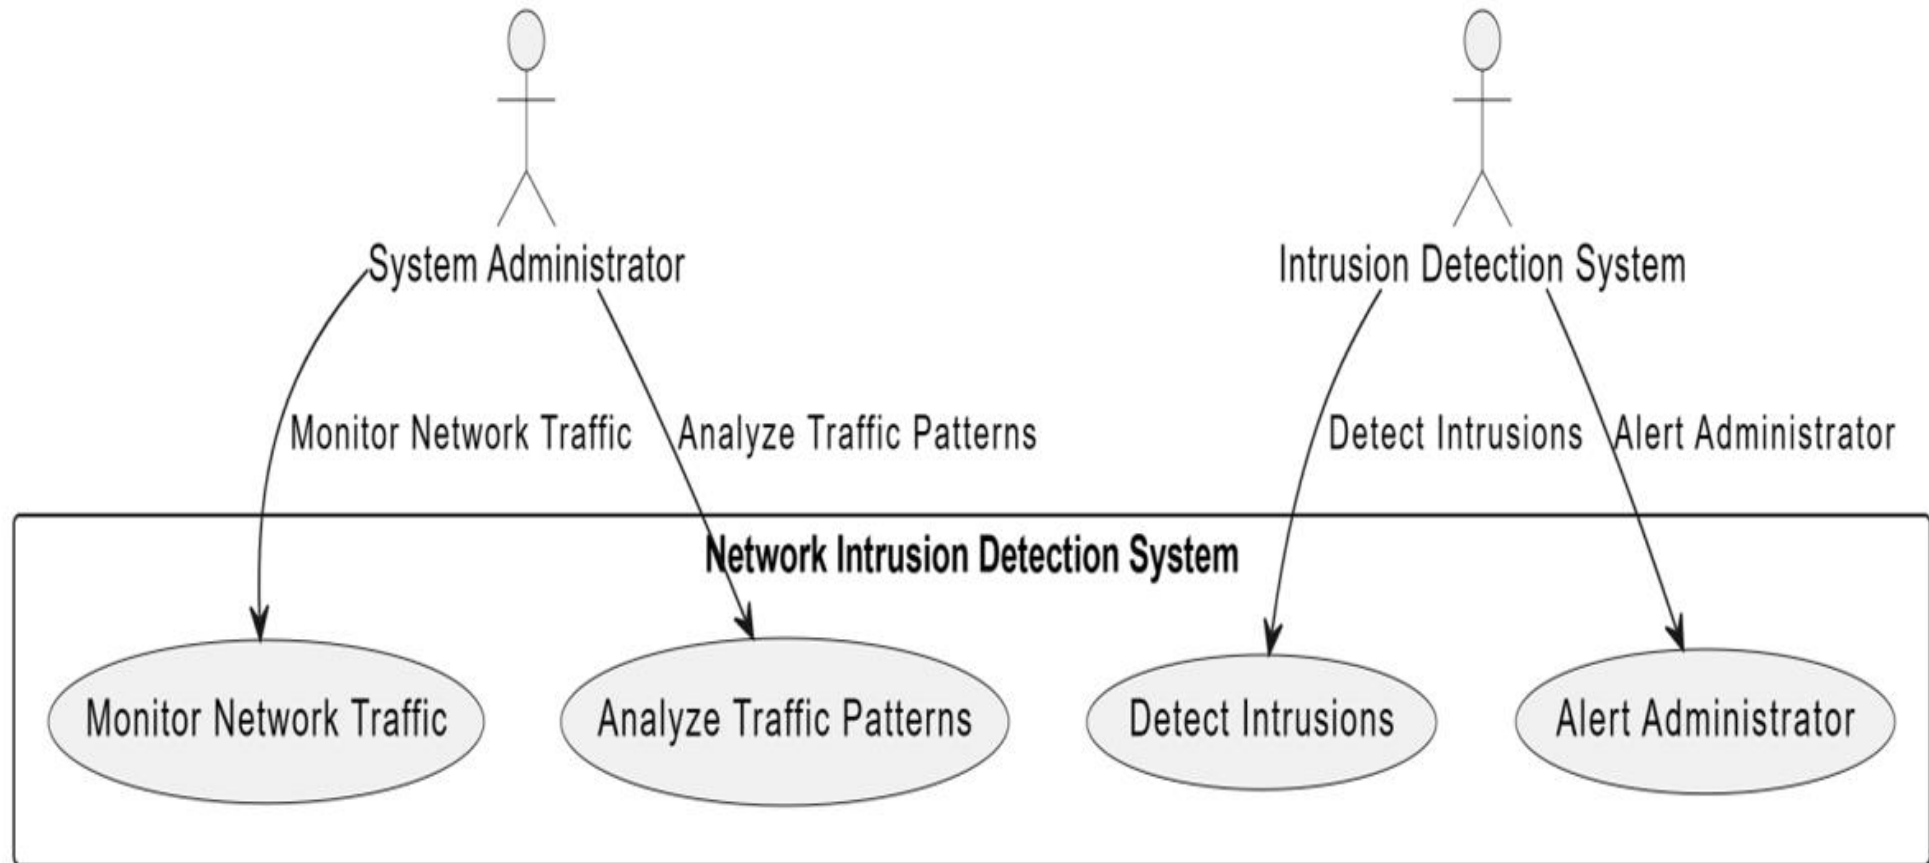 System Administrator
Intrusion Detection System
Monitor Network Traffic
Analyze Traffic Patterns
Detect Intrusions
Alert Administrator
Network Intrusion Detection System
Monitor Network Traffic
Analyze Traffic Patterns
Detect Intrusions
Alert Administrator